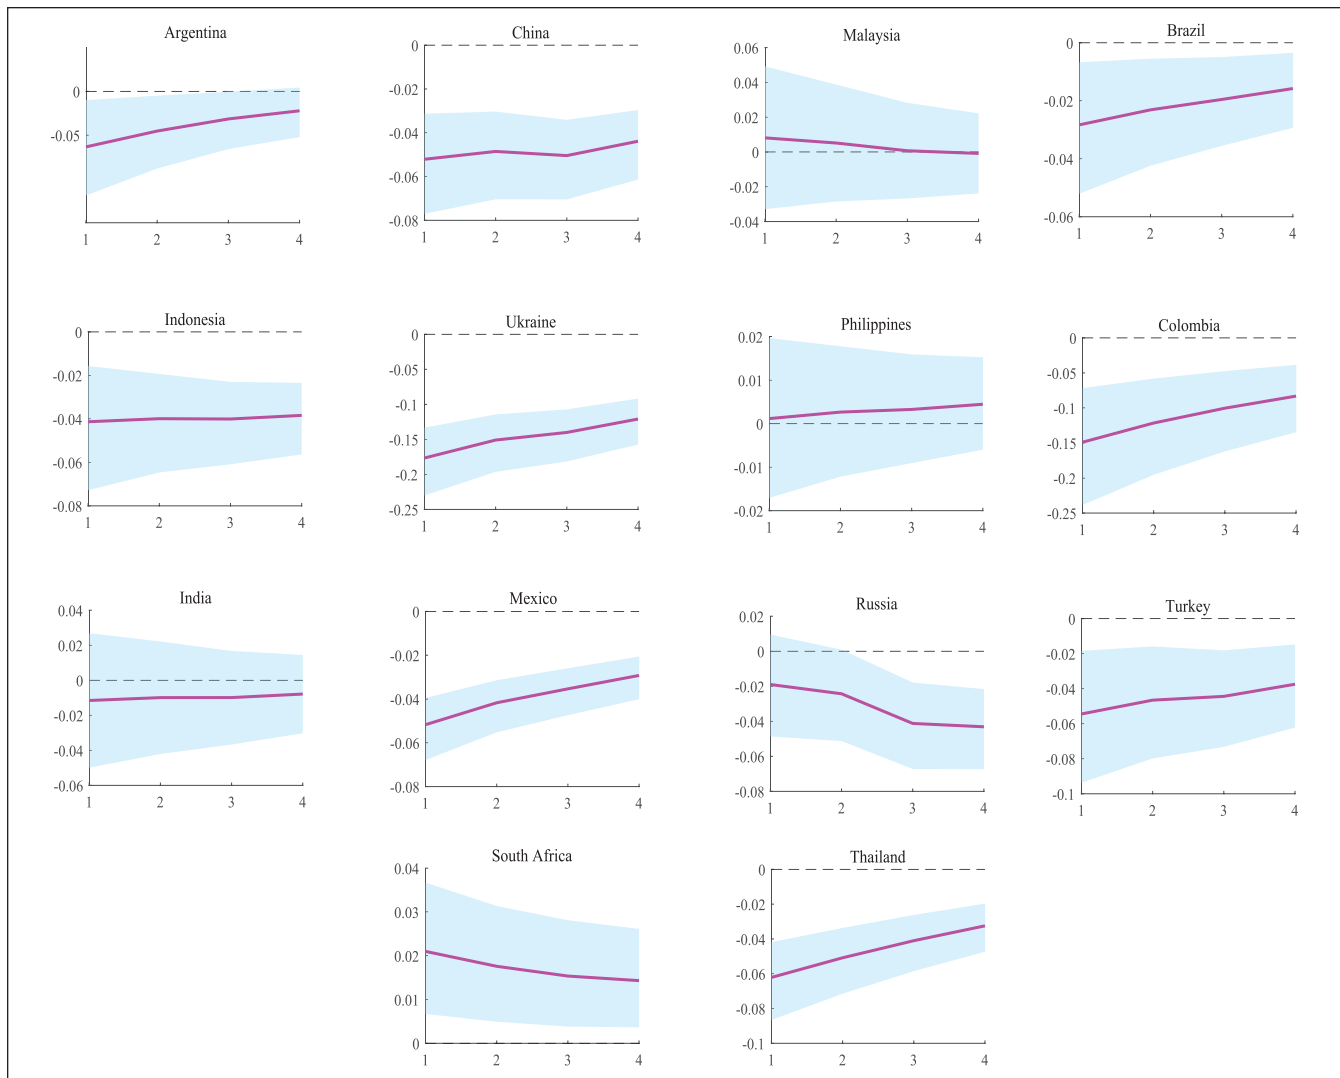 Argentina
0
-0.05
1 2 3 4
China
0
-0.02
-0.04
-0.06
-0.08
1 2 3 4
Malaysia
0.06
0.04
0.02
0
-0.02
-0.04
1 2 3 4
Brazil
0
-0.02
-0.04
-0.06
1 2 3 4
Indonesia
0
-0.02
-0.04
-0.06
-0.08
1 2 3 4
Ukraine
0
-0.05
-0.1
-0.15
-0.2
-0.25
1 2 3 4
Philippines
0.02
0.01
0
-0.01
-0.02
1 2 3 4
Colombia
0
-0.05
-0.1
-0.15
-0.2
-0.25
1 2 3 4
India
0.04
0.02
0
-0.02
-0.04
-0.06
1 2 3 4
Mexico
0
-0.02
-0.04
-0.06
-0.08
1 2 3 4
Russia
0.02
0
-0.02
-0.04
-0.06
-0.08
1 2 3 4
Turkey
0
-0.02
-0.04
-0.06
-0.08
-0.1
1 2 3 4
South Africa
0.04
0.03
0.02
0.01
0
1 2 3 4
Thailand
0
-0.02
-0.04
-0.06
-0.08
-0.1
1 2 3 4